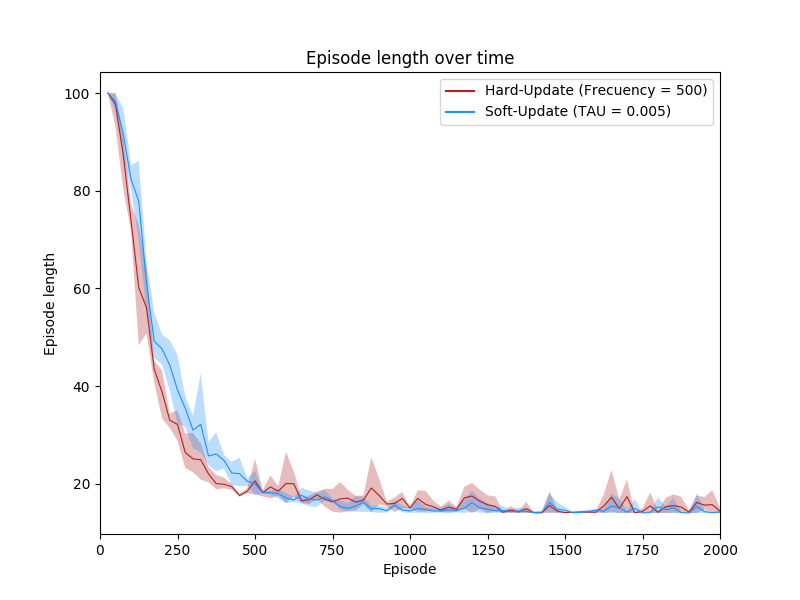 Episode length over time
Hard-Update (Frecuency = 500)
Soft-Update (TAU = 0.005)
Episode length
100
80
60
40
20
0
250
500
750
1000
1250
1500
1750
2000
Episode